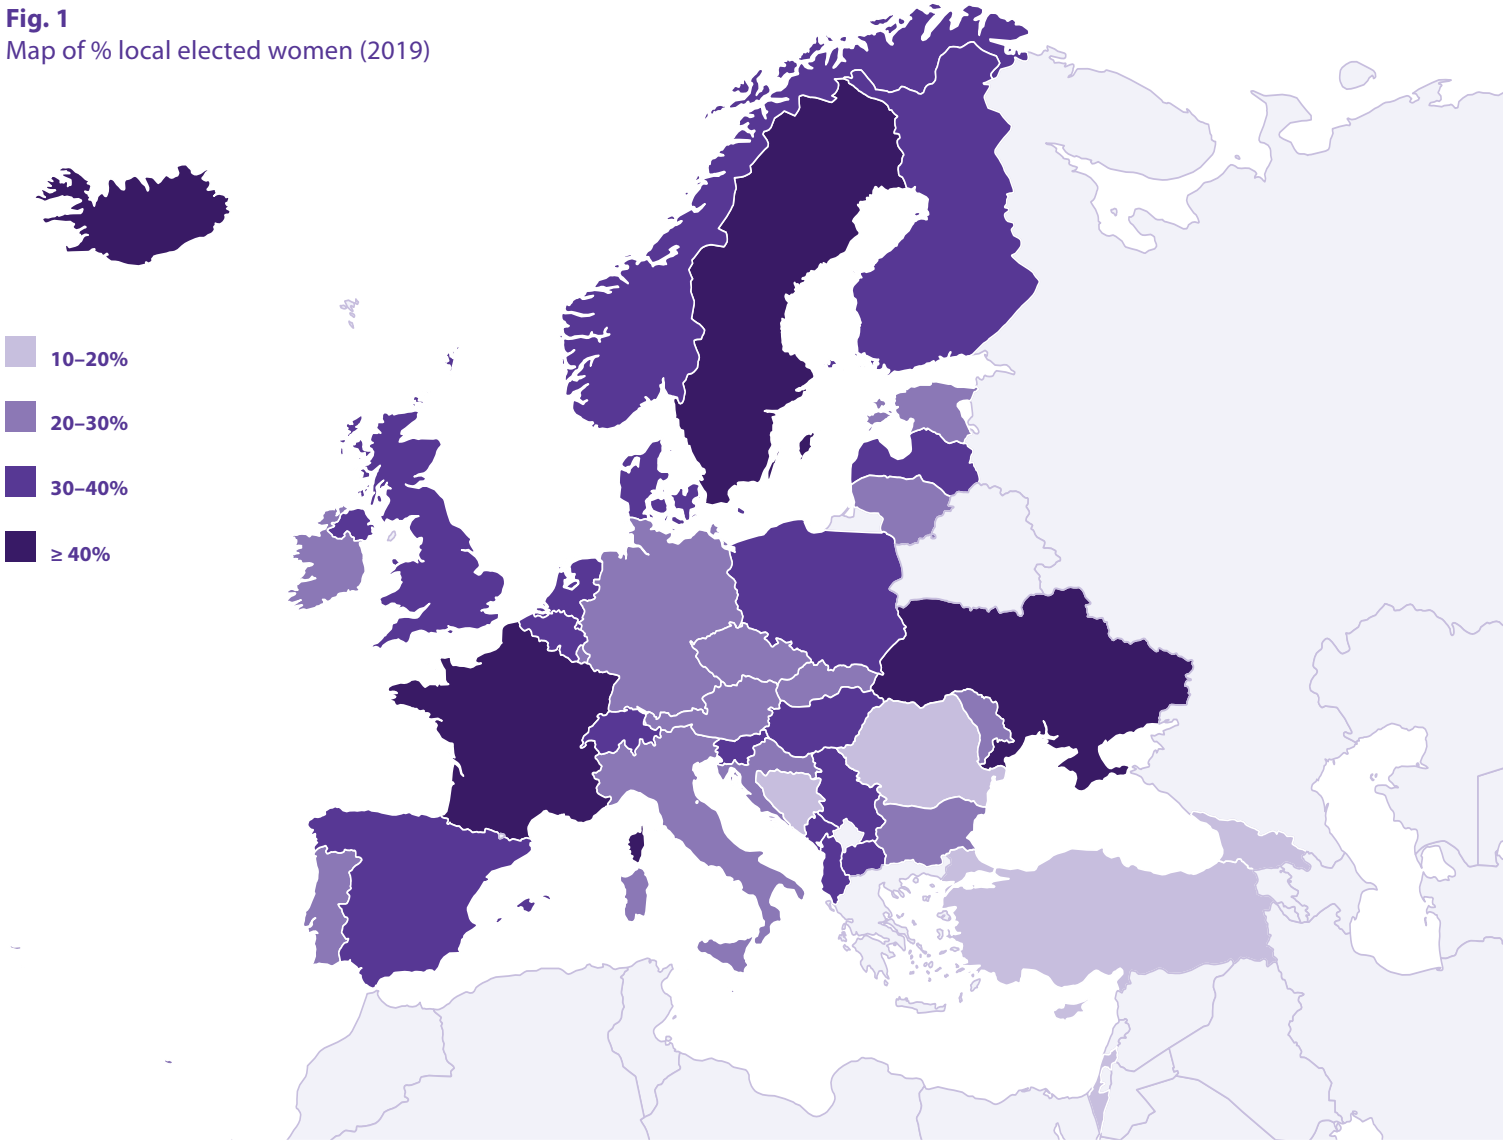 Fig. 1
Map of % local elected women (2019)
10–20%
20–30%
30–40%
≥ 40%